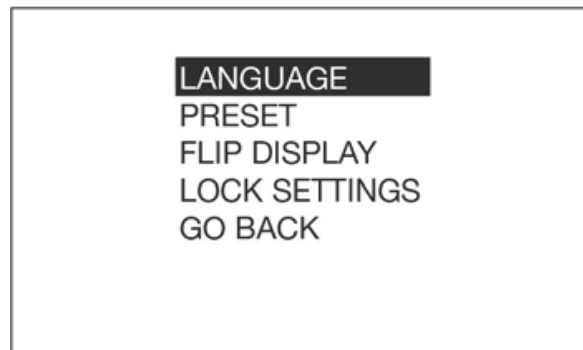 LANGUAGE
PRESET
FLIP DISPLAY
LOCK SETTINGS
GO BACK